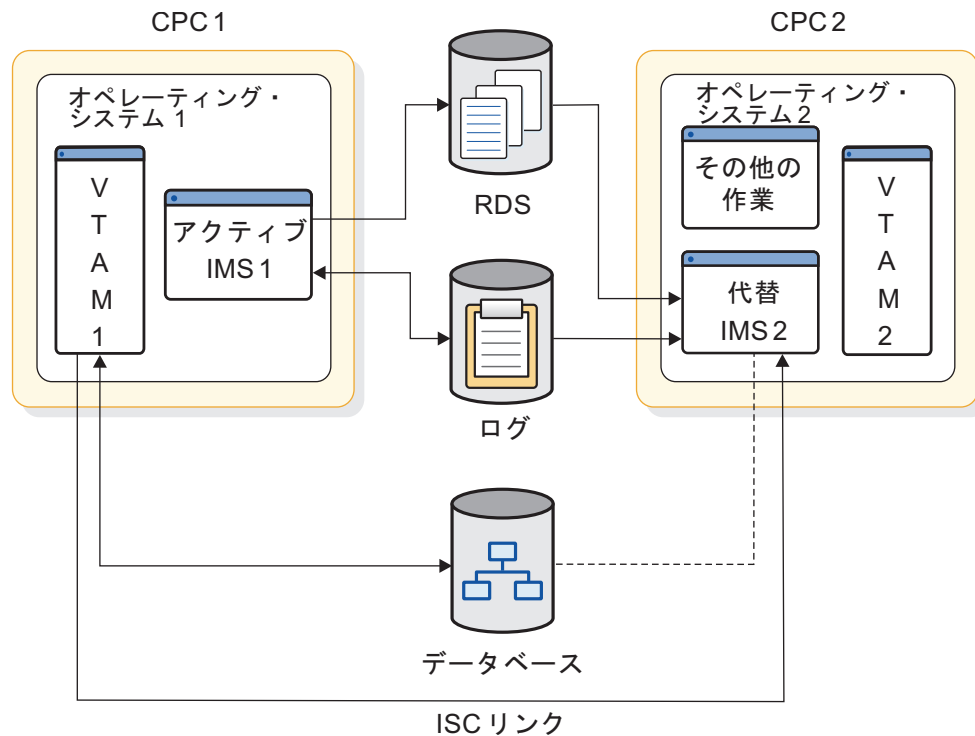 CPC 1
オペレーティング・
システム 1
V
T
A
M
1
アクティブ
IMS 1
RDS
ログ
データベース
ISC リンク
CPC 2
オペレーティング・
システム 2
その他の
作業
代替
IMS 2
V
T
A
M
2